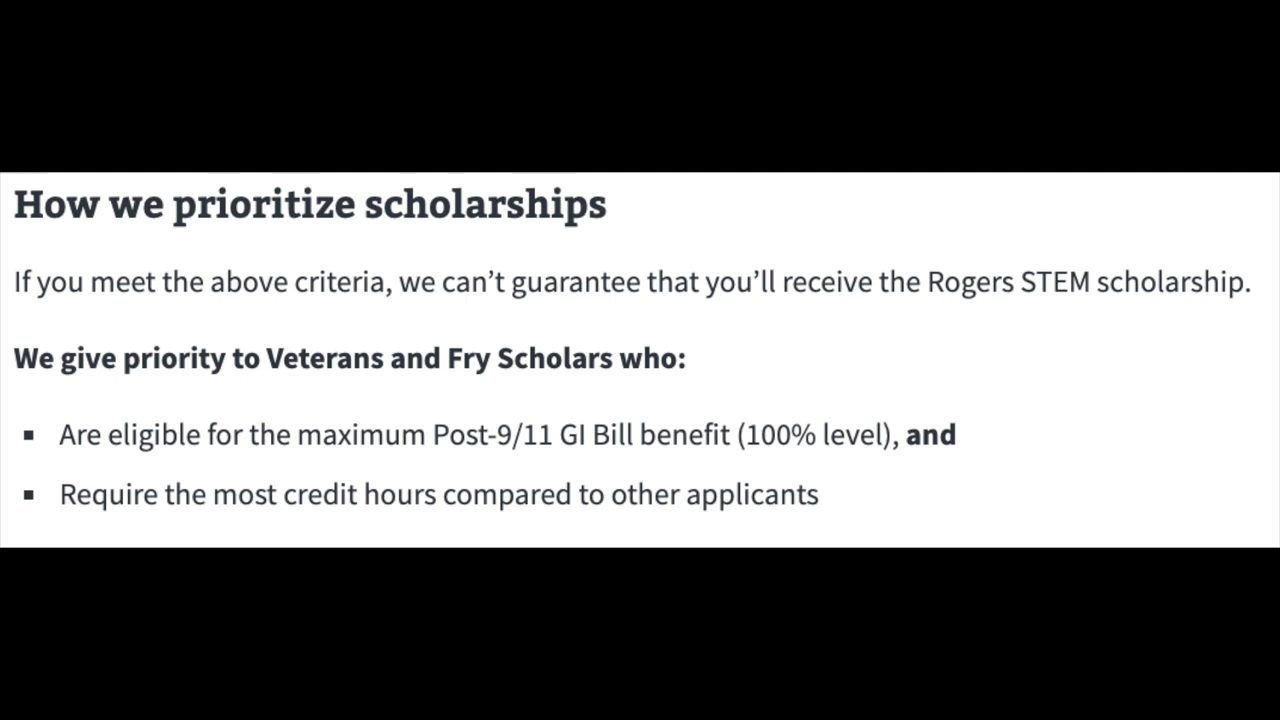 How we prioritize scholarships
If you meet the above criteria, we can’t guarantee that you’ll receive the Rogers STEM scholarship.
We give priority to Veterans and Fry Scholars who:
▪ Are eligible for the maximum Post-9/11 GI Bill benefit (100% level), and
▪ Require the most credit hours compared to other applicants